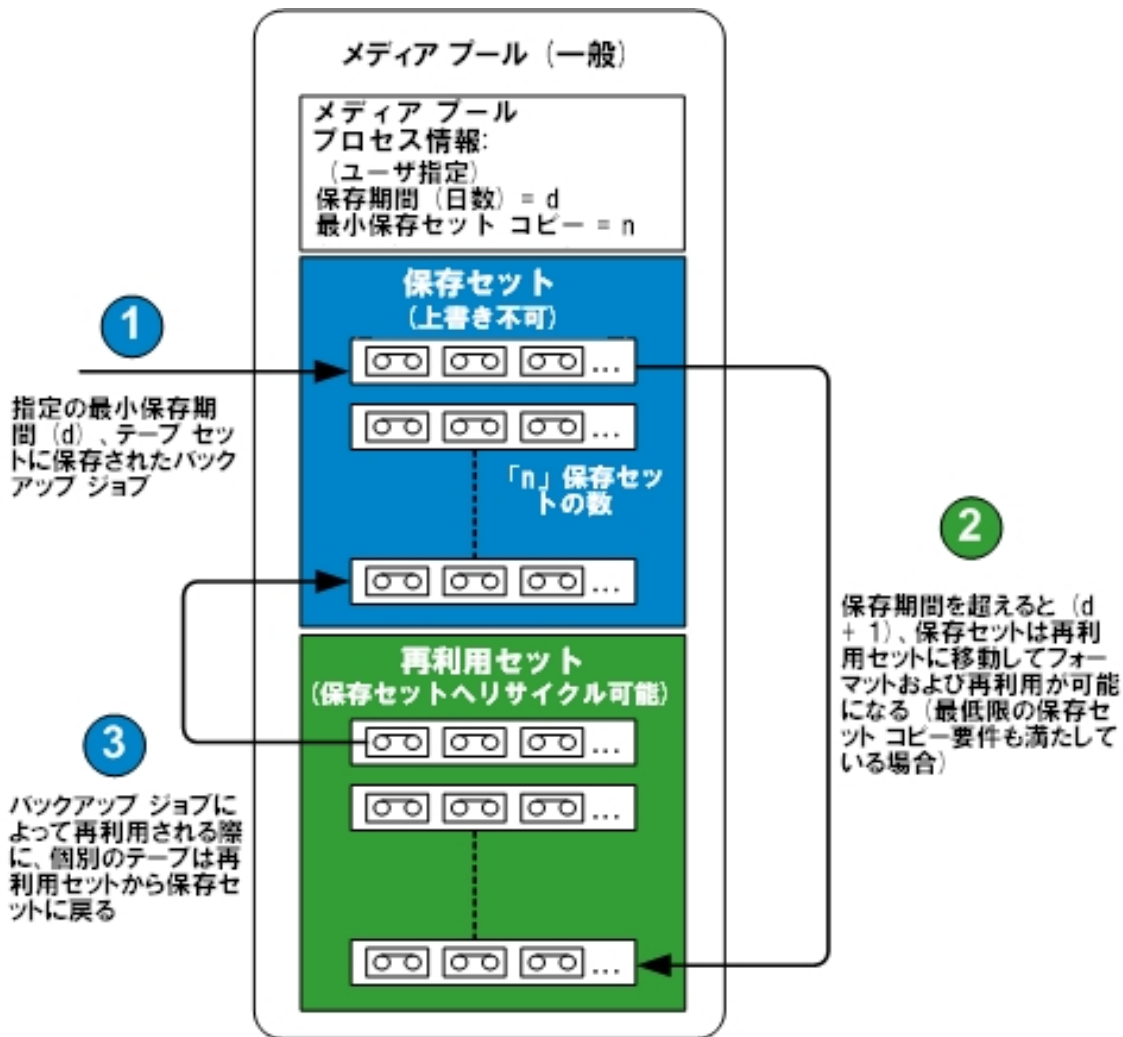 メディア プール (一般)
メディア プール
プロセス情報:
(ユーザ指定)
保存期間 (日数) = d
最小保存セット コピー = n
保存セット
(上書き不可)
1
...
指定の最小保存期
間 (d) 、テープ セッ
トに保存されたバック
アップ ジョブ
...
「n」保存セッ
トの数
...
2
保存期間を超えると (d
+ 1)、保存セットは再利
用セットに移動してフォー
マットおよび再利用が可能
になる (最低限の保存セ
ット コピー要件も満たして
いる場合)
再利用セット
(保存セットへリサイクル可能)
...
3
バックアップ ジョブに
よって再利用される際
に、個別のテープは再
利用セットから保存セ
ットに戻る
...
...